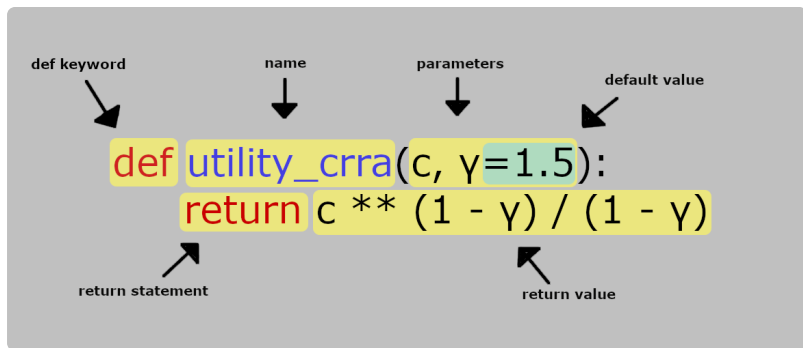 def keyword
name
parameters
default value
def utility_crra(c, γ=1.5):
return c ** (1 - γ) / (1 - γ)
return statement
return value